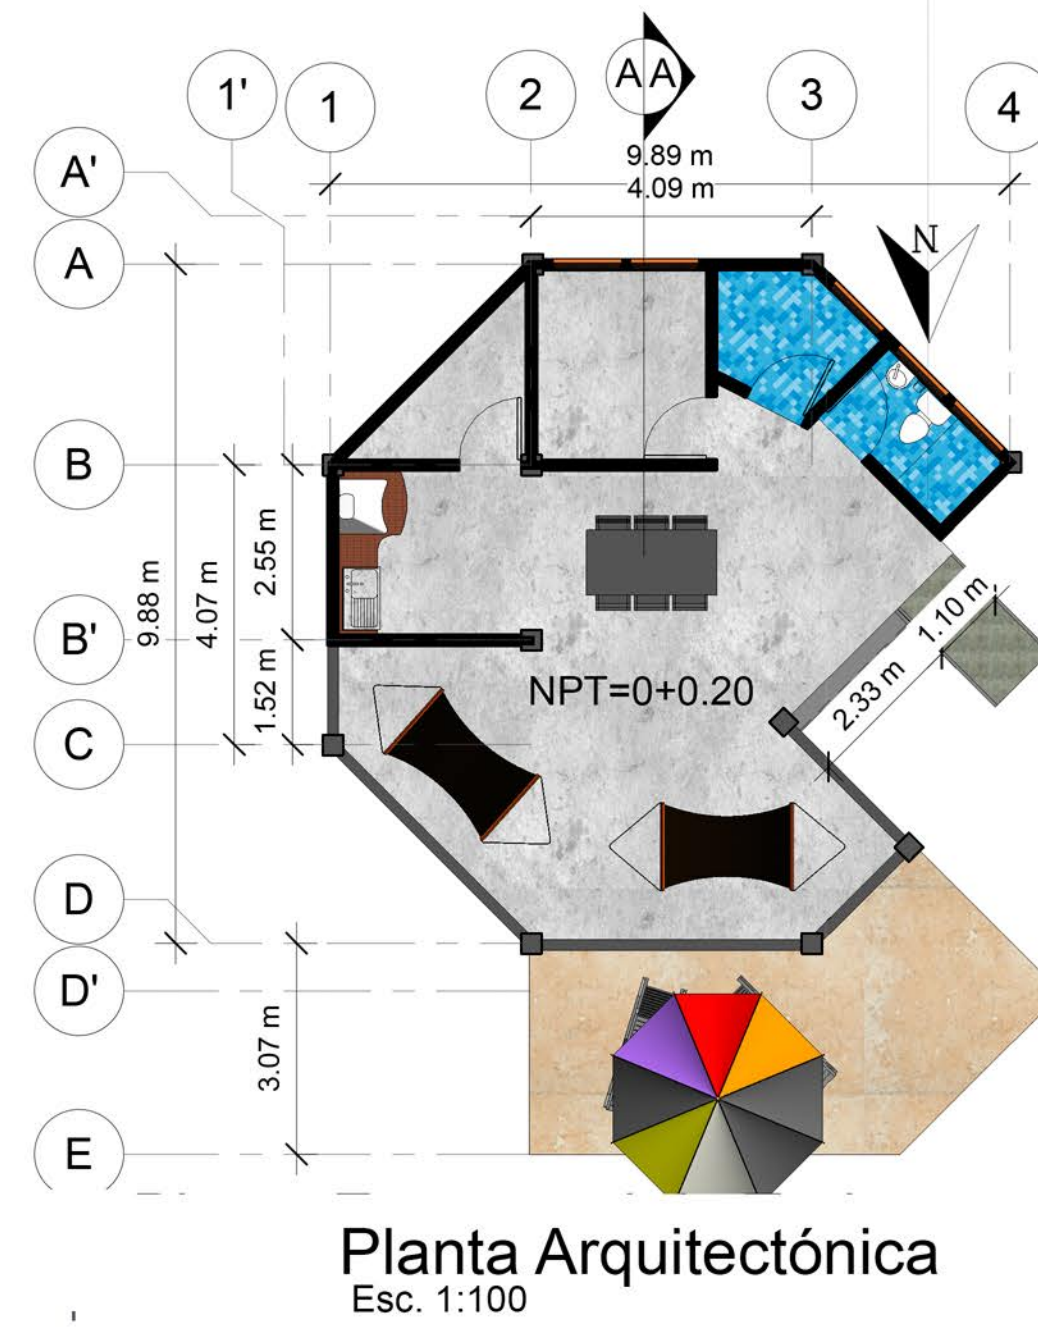 1'
1
2
A A
3
4
9.89 m
4.09 m
A'
A
N
B
2.55 m
4.07 m
9.88 m
B'
1.10 m
1.52 m
NPT=0+0.20
2.33 m
C
D
D'
3.07 m
E
Planta Arquitectónica
Esc. 1:100